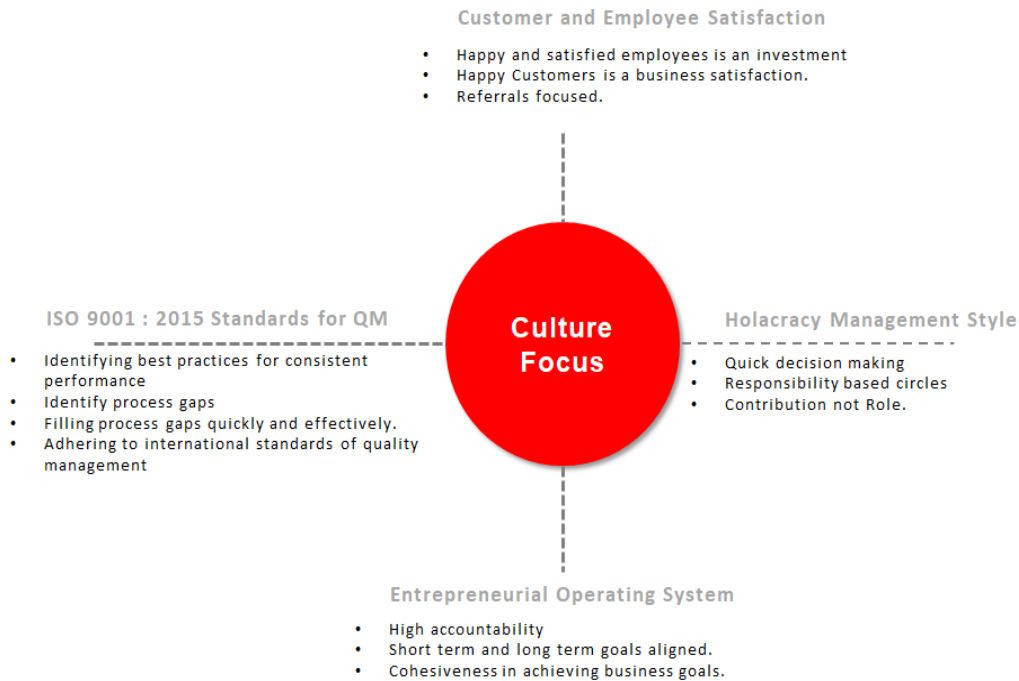 Customer and Employee Satisfaction
• Happy and satisfied employees is an investment
• Happy Customers is a business satisfaction.
• Referrals focused.
ISO 9001 : 2015 Standards for QM
• Identifying best practices for consistent
performance
• Identify process gaps
• Filling process gaps quickly and effectively.
• Adhering to international standards of quality
management
Culture
Focus
Holacracy Management Style
• Quick decision making
• Responsibility based circles
• Contribution not Role.
Entrepreneurial Operating System
• High accountability
• Short term and long term goals aligned.
• Cohesiveness in achieving business goals.